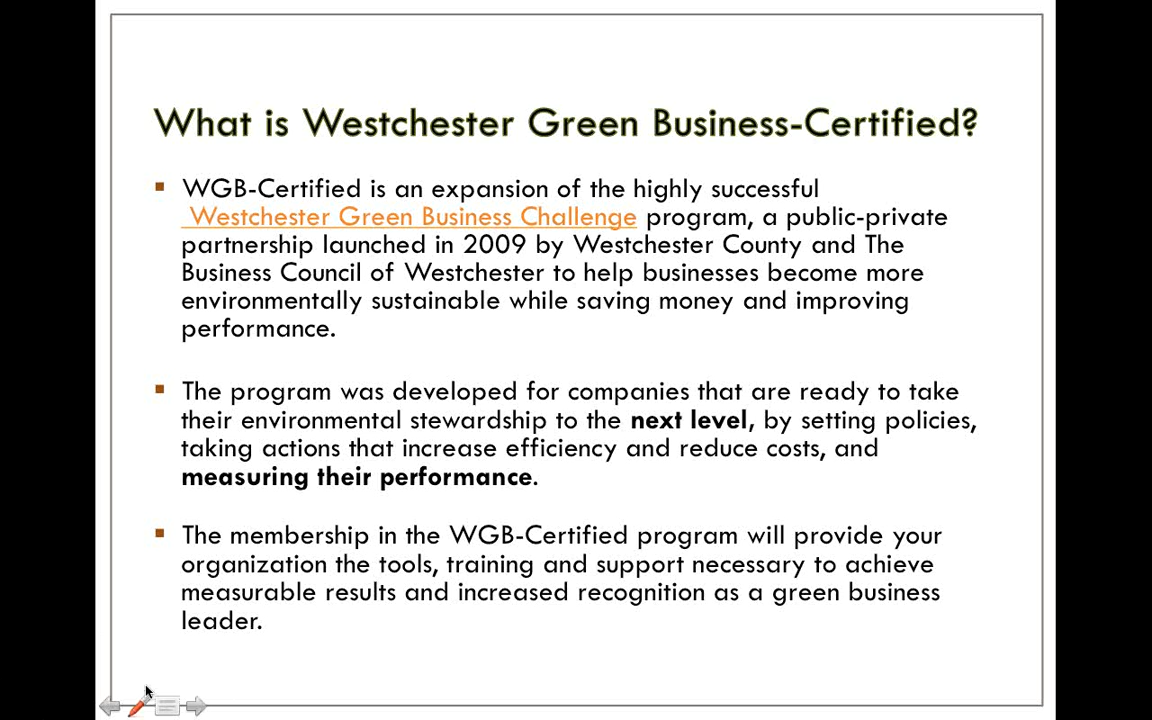 What is Westchester Green Business-Certified?
WGB-Certified is an expansion of the highly successful
Westchester Green Business Challenge program, a public-private
partnership launched in 2009 by Westchester County and The
Business Council of Westchester to help businesses become more
environmentally sustainable while saving money and improving
performance.
The program was developed for companies that are ready to take
their environmental stewardship to the next level, by setting policies,
taking actions that increase efficiency and reduce costs, and
measuring their performance.
The membership in the WGB-Certified program will provide your
organization the tools, training and support necessary to achieve
measurable results and increased recognition as a green business
leader.